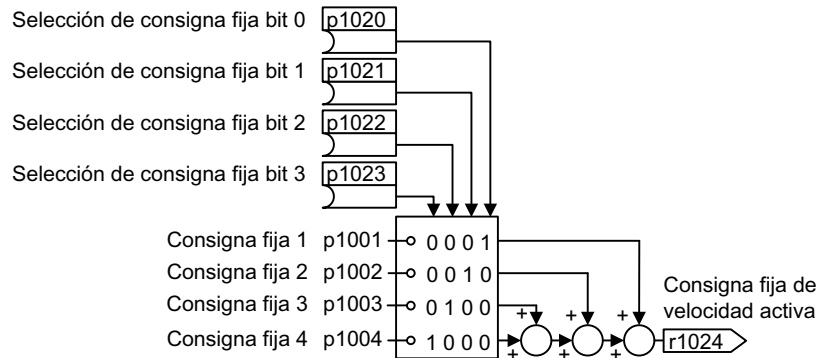 Selección de consigna fija bit 0 p1020
Selección de consigna fija bit 1 p1021
Selección de consigna fija bit 2 p1022
Selección de consigna fija bit 3 p1023
Consigna fija 1 p1001 0 0 0 1
Consigna fija 2 p1002 0 0 1 0
Consigna fija 3 p1003 0 1 0 0
Consigna fija 4 p1004 1 0 0 0
+ + +
+ + +
Consigna fija de
velocidad activa
r1024